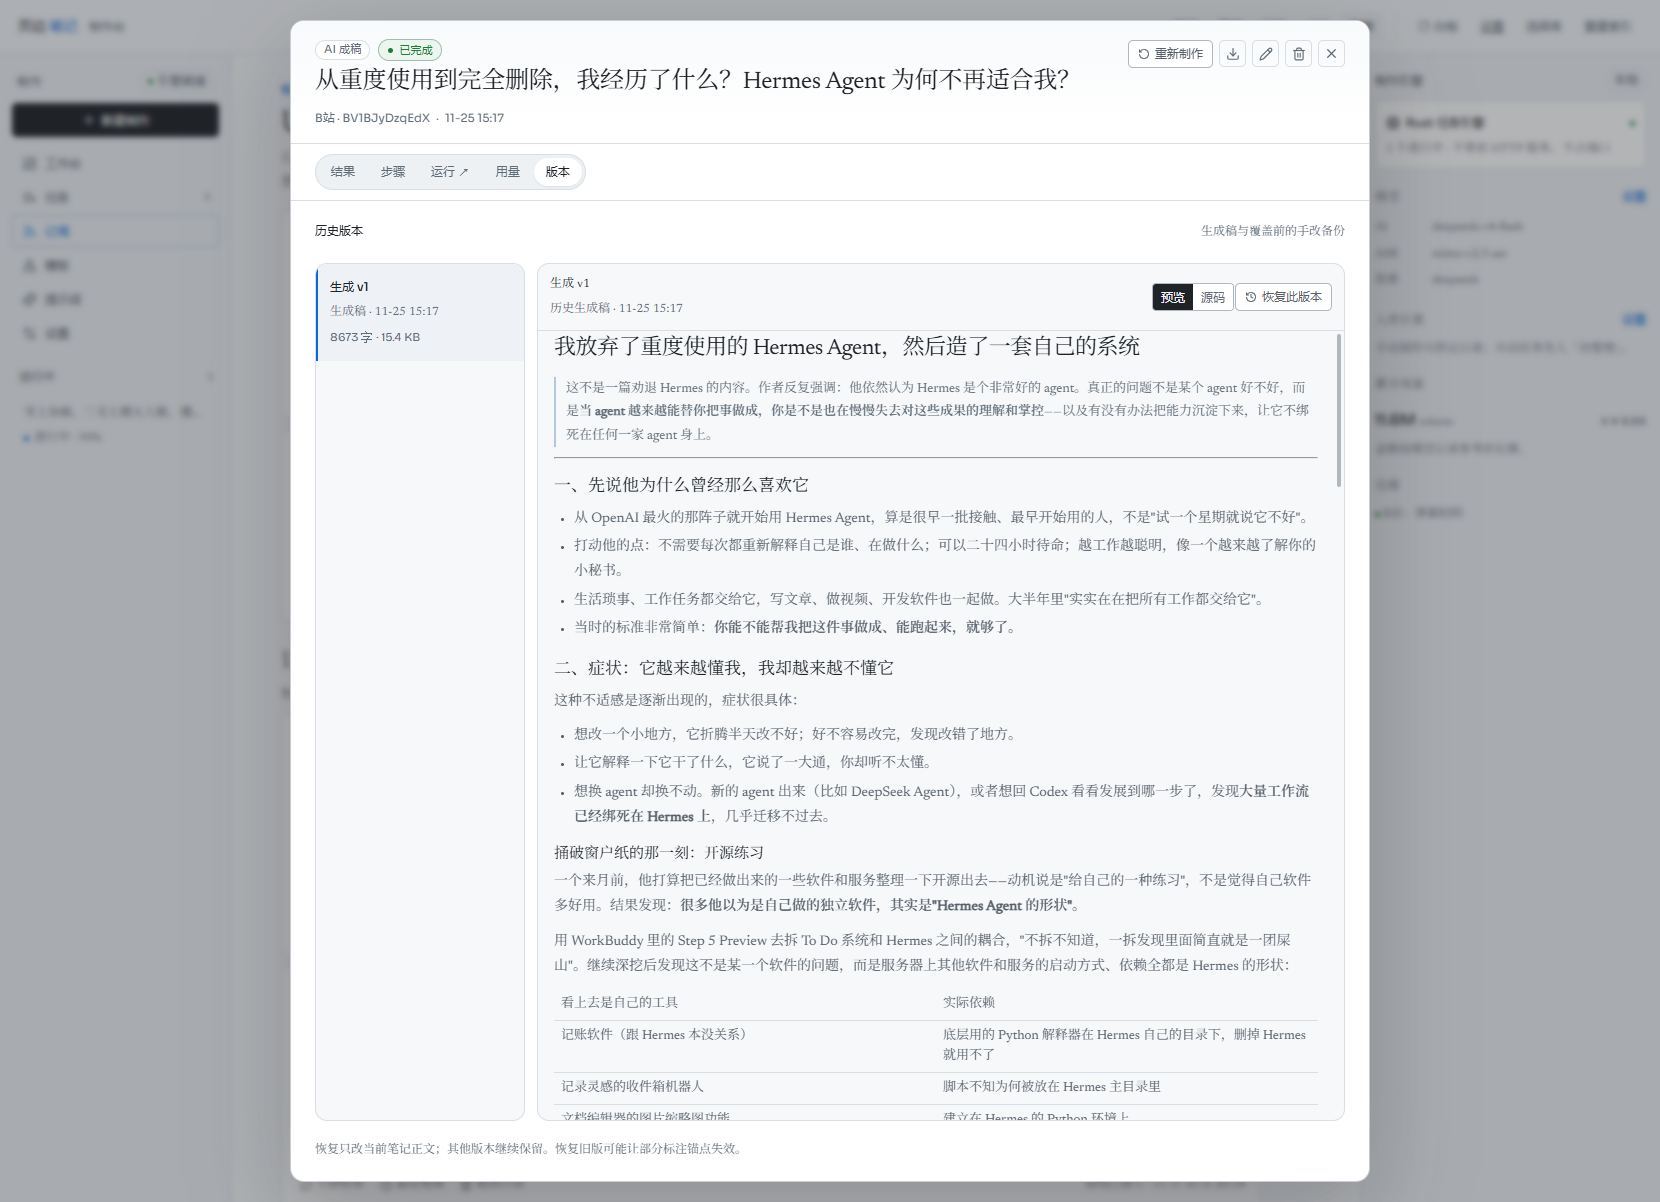 AI 成稿
已完成
重新制作
从重度使用到完全删除，我经历了什么？Hermes Agent 为何不再适合我？
B站 · BV1BJyDzqEdX · 11-25 15:17
结果
步骤
运行 ↗
用量
版本
历史版本
生成稿与覆盖前的手改备份
生成 v1
生成稿 · 11-25 15:17
8673 字 · 15.4 KB
生成 v1
历史生成稿 · 11-25 15:17
预览
源码
恢复此版本
我放弃了重度使用的 Hermes Agent，然后造了一套自己的系统
这不是一篇劝退 Hermes 的内容。作者反复强调：他依然认为 Hermes 是个非常好的 agent。真正的问题不是某个 agent 好不好，而
是当 agent 越来越能替你把事做成，你是不是也在慢慢失去对这些成果的理解和掌控——以及有没有办法把能力沉淀下来，让它不绑
死在任何一家 agent 身上。
一、先说他为什么曾经那么喜欢它
• 从 OpenAI 最火的那阵子就开始用 Hermes Agent，算是很早一批接触、最早开始用的人，不是"试一个星期就说它不好"。
• 打动他的点：不需要每次都重新解释自己是谁、在做什么；可以二十四小时待命；越工作越聪明，像一个越来越了解你的
小秘书。
• 生活琐事、工作任务都交给它，写文章、做视频、开发软件也一起做。大半年里"实实在在把所有工作都交给它"。
• 当时的标准非常简单：你能不能帮我把这件事做成、能跑起来，就够了。
二、症状：它越来越懂我，我却越来越不懂它
这种不适感是逐渐出现的，症状很具体：
• 想改一个小地方，它折腾半天改不好；好不容易改完，发现改错了地方。
• 让它解释一下它干了什么，它说了一大通，你却听不太懂。
• 想换 agent 却换不动。新的 agent 出来（比如 DeepSeek Agent），或者想回 Codex 看看发展到哪一步了，发现大量工作流
已经绑死在 Hermes 上，几乎迁移不过去。
捅破窗户纸的那一刻：开源练习
一个来月前，他打算把已经做出来的一些软件和服务整理一下开源出去——动机说是"给自己的一种练习"，不是觉得自己软件
多好用。结果发现：很多他以为是自己做的独立软件，其实是"Hermes Agent 的形状"。
用 WorkBuddy 里的 Step 5 Preview 去拆 To Do 系统和 Hermes 之间的耦合，"不拆不知道，一拆发现里面简直就是一团屎
山"。继续深挖后发现这不是某一个软件的问题，而是服务器上其他软件和服务的启动方式、依赖全都是 Hermes 的形状：
看上去是自己的工具
实际依赖
记账软件（跟 Hermes 本没关系）
底层用的 Python 解释器在 Hermes 自己的目录下，删掉 Hermes
就用不了
记录灵感的收件箱机器人
脚本不知为何被放在 Hermes 主目录里
文档编辑器的图片缩略图功能
建立在 Hermes 的 Python 环境上
恢复只改当前笔记正文；其他版本继续保留。恢复旧版可能让部分标注锚点失效。